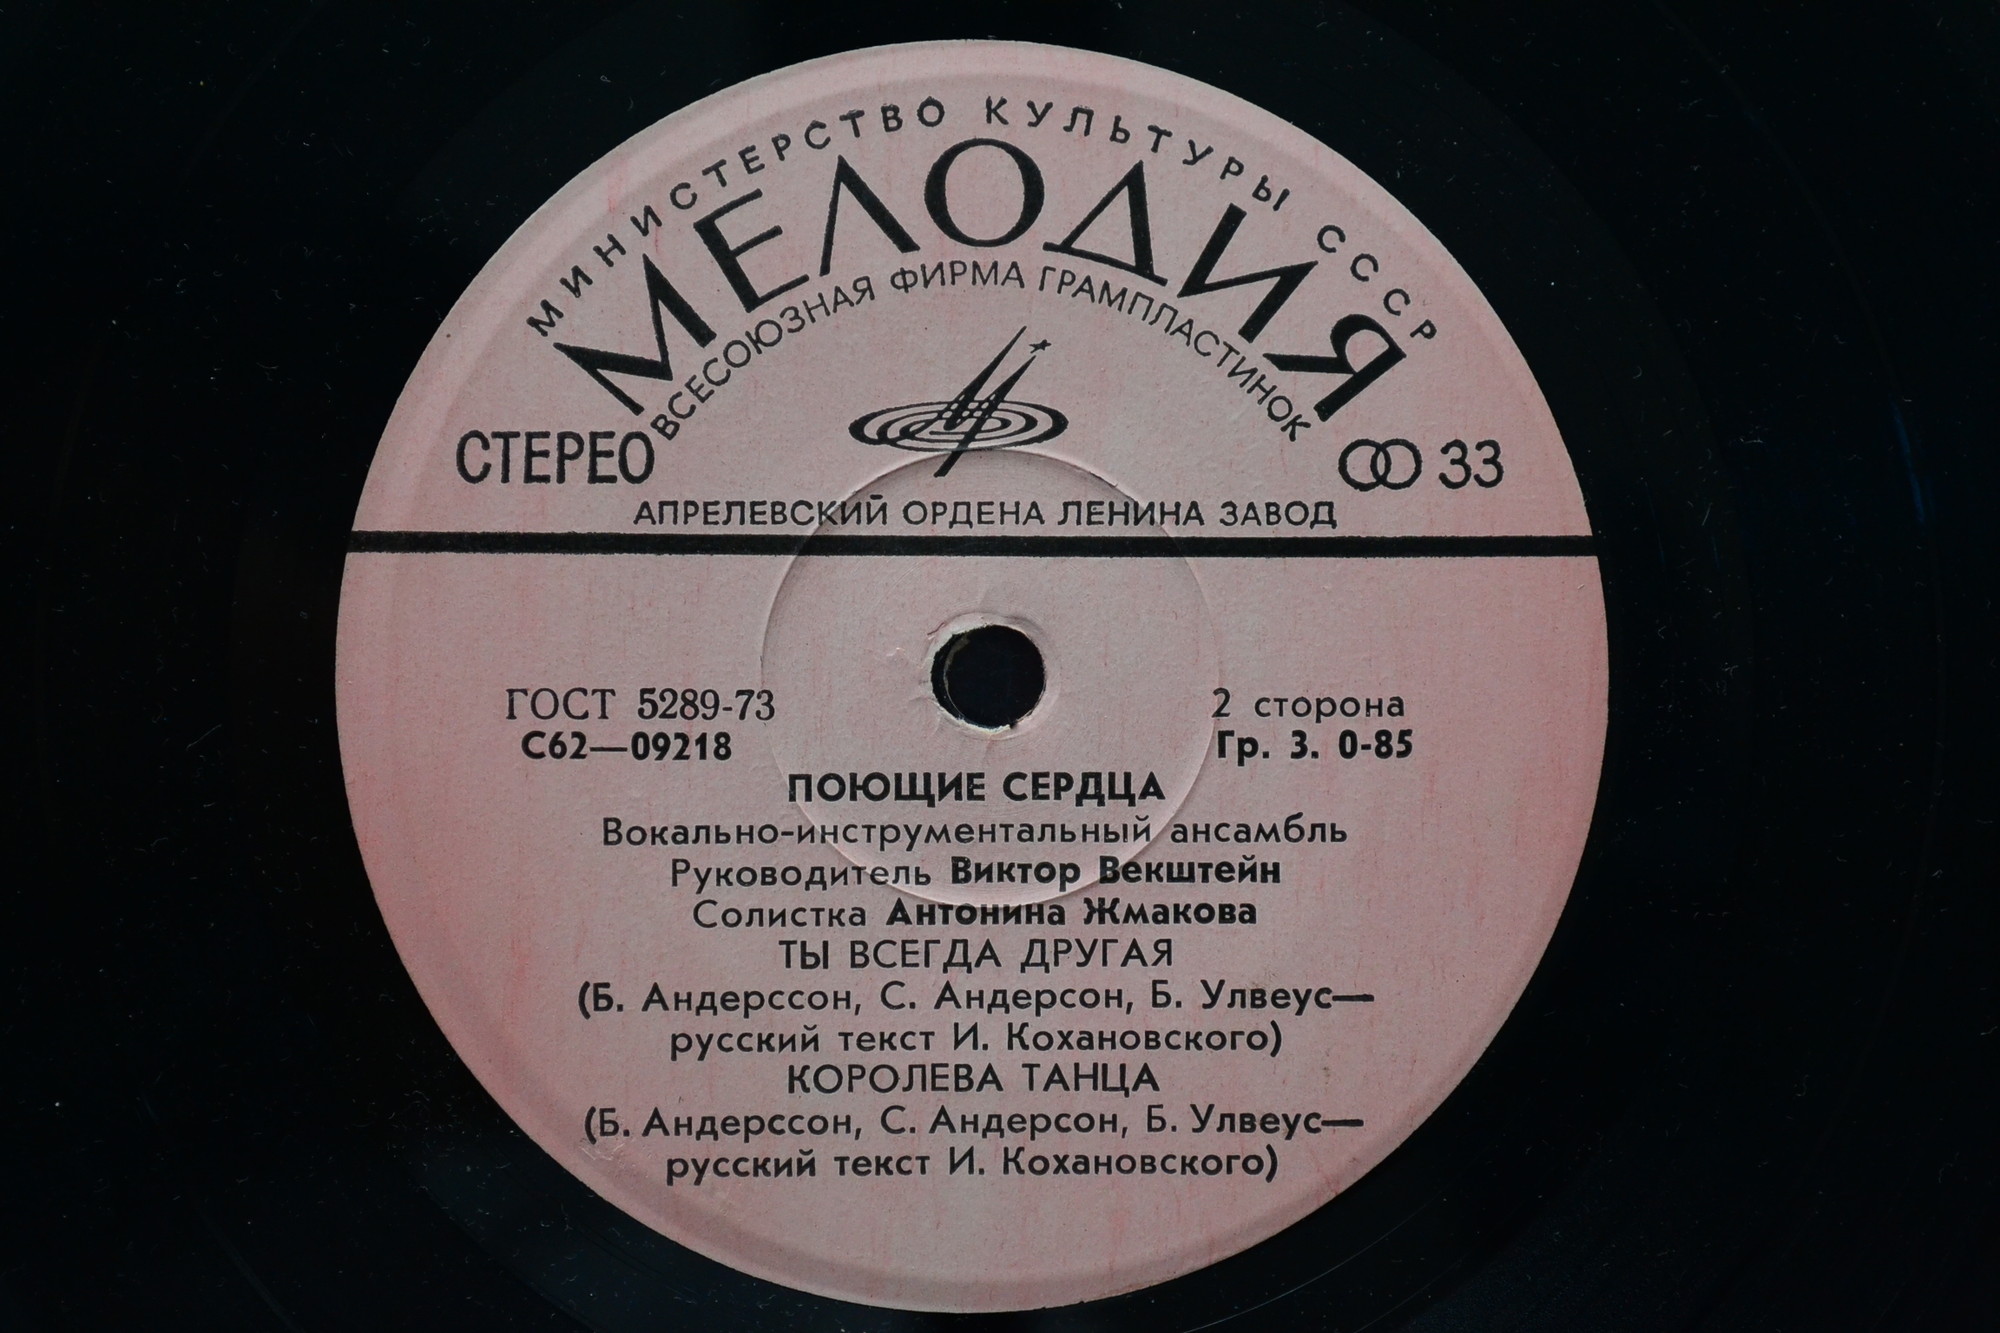 МИНИСТЕРСТВО КУЛЬТУРЫ СССР
МЕЛОДИЯ
ВСЕСОЮЗНАЯ ФИРМА ГРАМПЛАСТИНОК
СТЕРЕО
33
АПРЕЛЕВСКИЙ ОРДЕНА ЛЕНИНА ЗАВОД
ГОСТ 5289-73
2 сторона
С62—09218
Гр. 3. 0-85
ПОЮЩИЕ СЕРДЦА
Вокально-инструментальный ансамбль
Руководитель Виктор Векштейн
Солистка Антонина Жмакова
ТЫ ВСЕГДА ДРУГАЯ
(Б. Андерссон, С. Андерсон, Б. Улвеус—
русский текст И. Кохановского)
КОРОЛЕВА ТАНЦА
(Б. Андерссон, С. Андерсон, Б. Улвеус—
русский текст И. Кохановского)